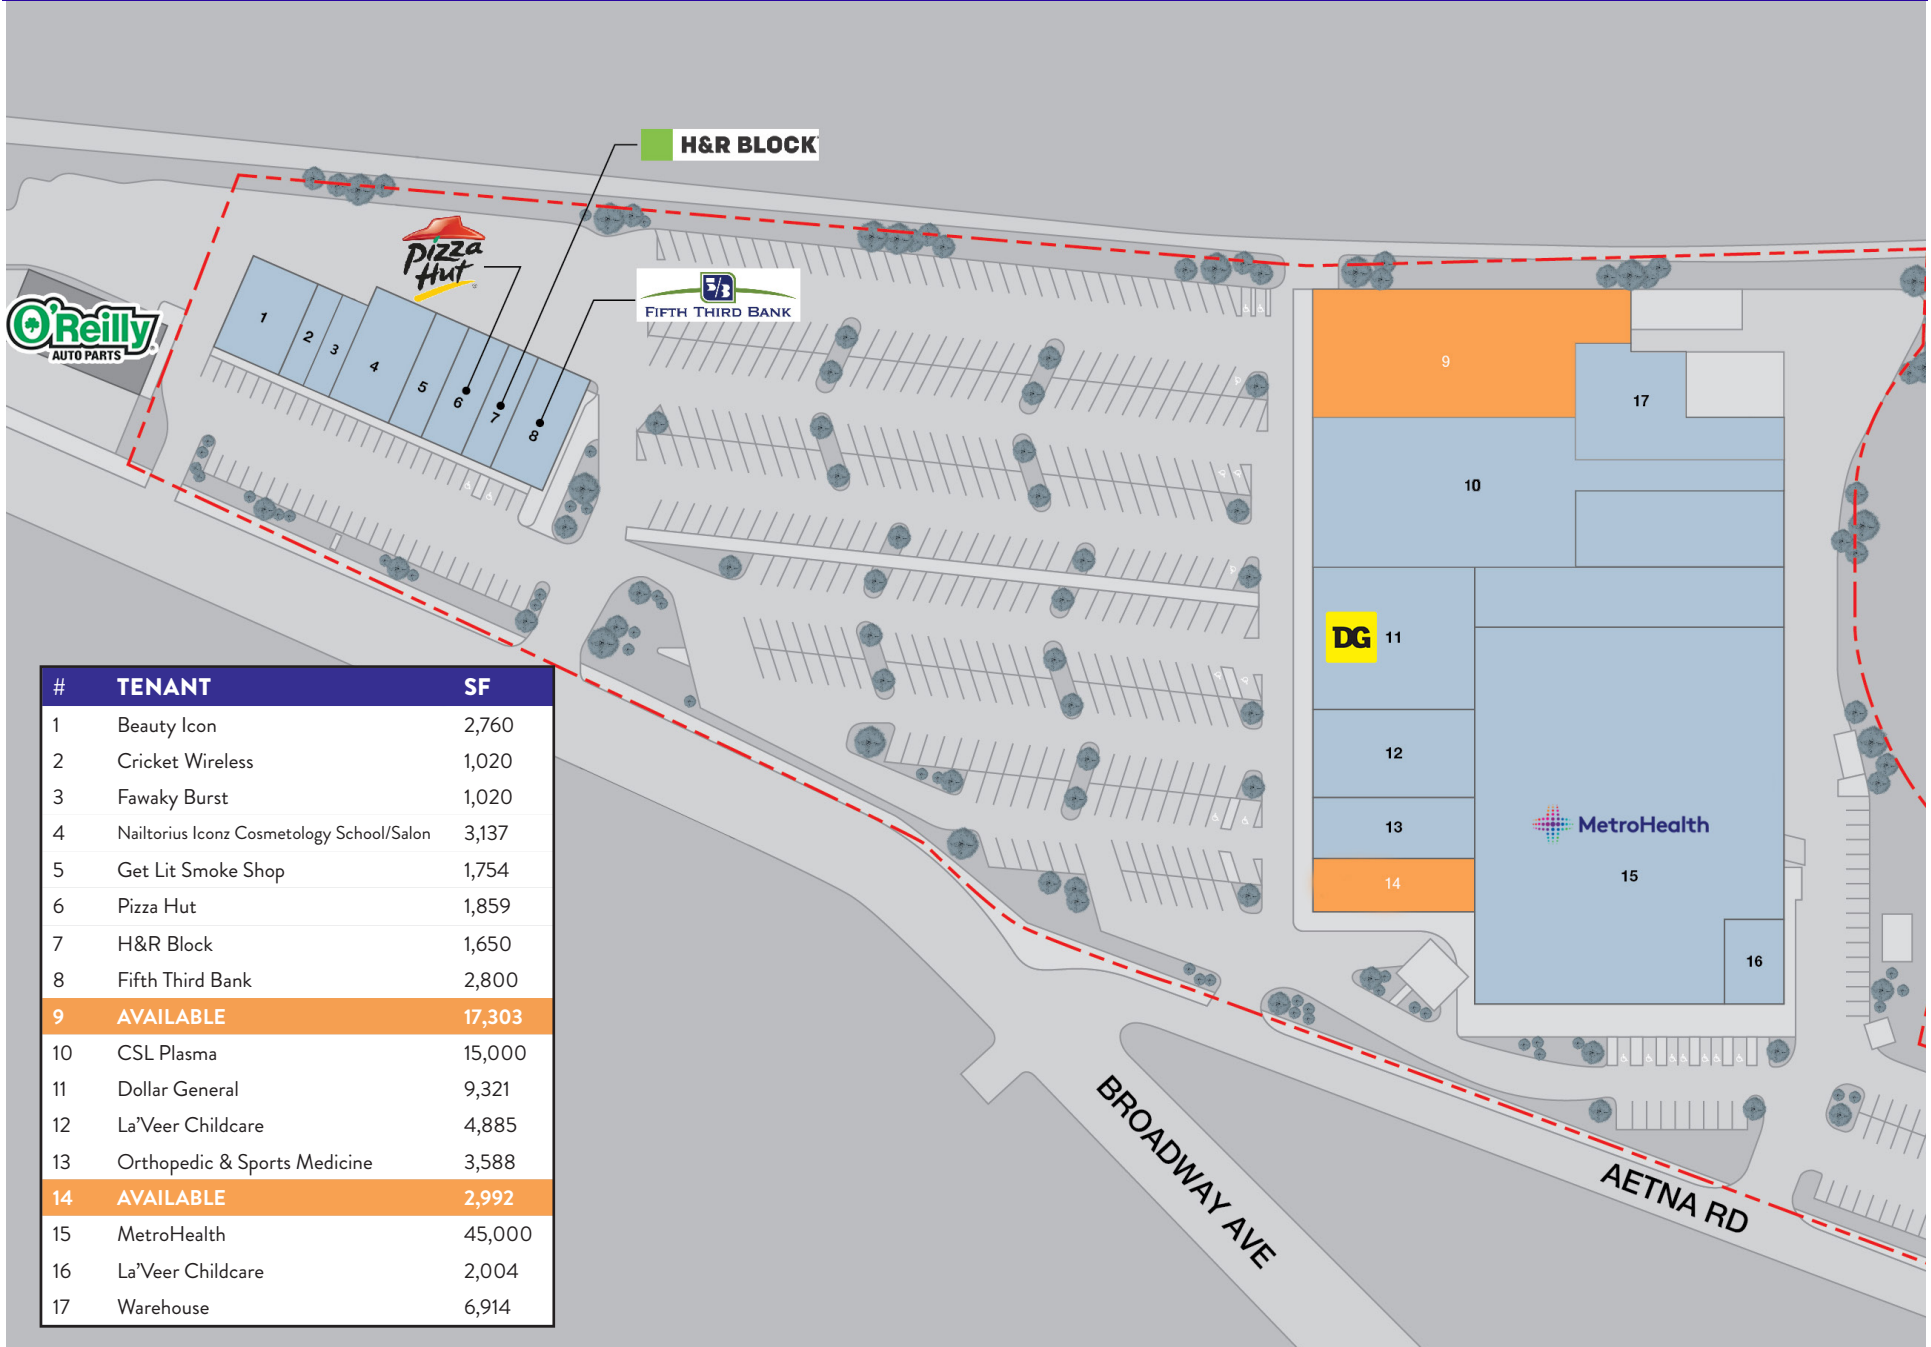 H&R BLOCK
Pizza
Hut
5/3
FIFTH THIRD BANK
O'Reilly
AUTO PARTS
1
2
3
4
5
6
7
8
9
17
10
DG 11
12
13
MetroHealth
14
15
16
BROADWAY AVE
AETNA RD
# TENANT SF
1 Beauty Icon 2,760
2 Cricket Wireless 1,020
3 Fawaky Burst 1,020
4 Nailtorius Iconz Cosmetology School/Salon 3,137
5 Get Lit Smoke Shop 1,754
6 Pizza Hut 1,859
7 H&R Block 1,650
8 Fifth Third Bank 2,800
9 AVAILABLE 17,303
10 CSL Plasma 15,000
11 Dollar General 9,321
12 La'Veer Childcare 4,885
13 Orthopedic & Sports Medicine 3,588
14 AVAILABLE 2,992
15 MetroHealth 45,000
16 La'Veer Childcare 2,004
17 Warehouse 6,914